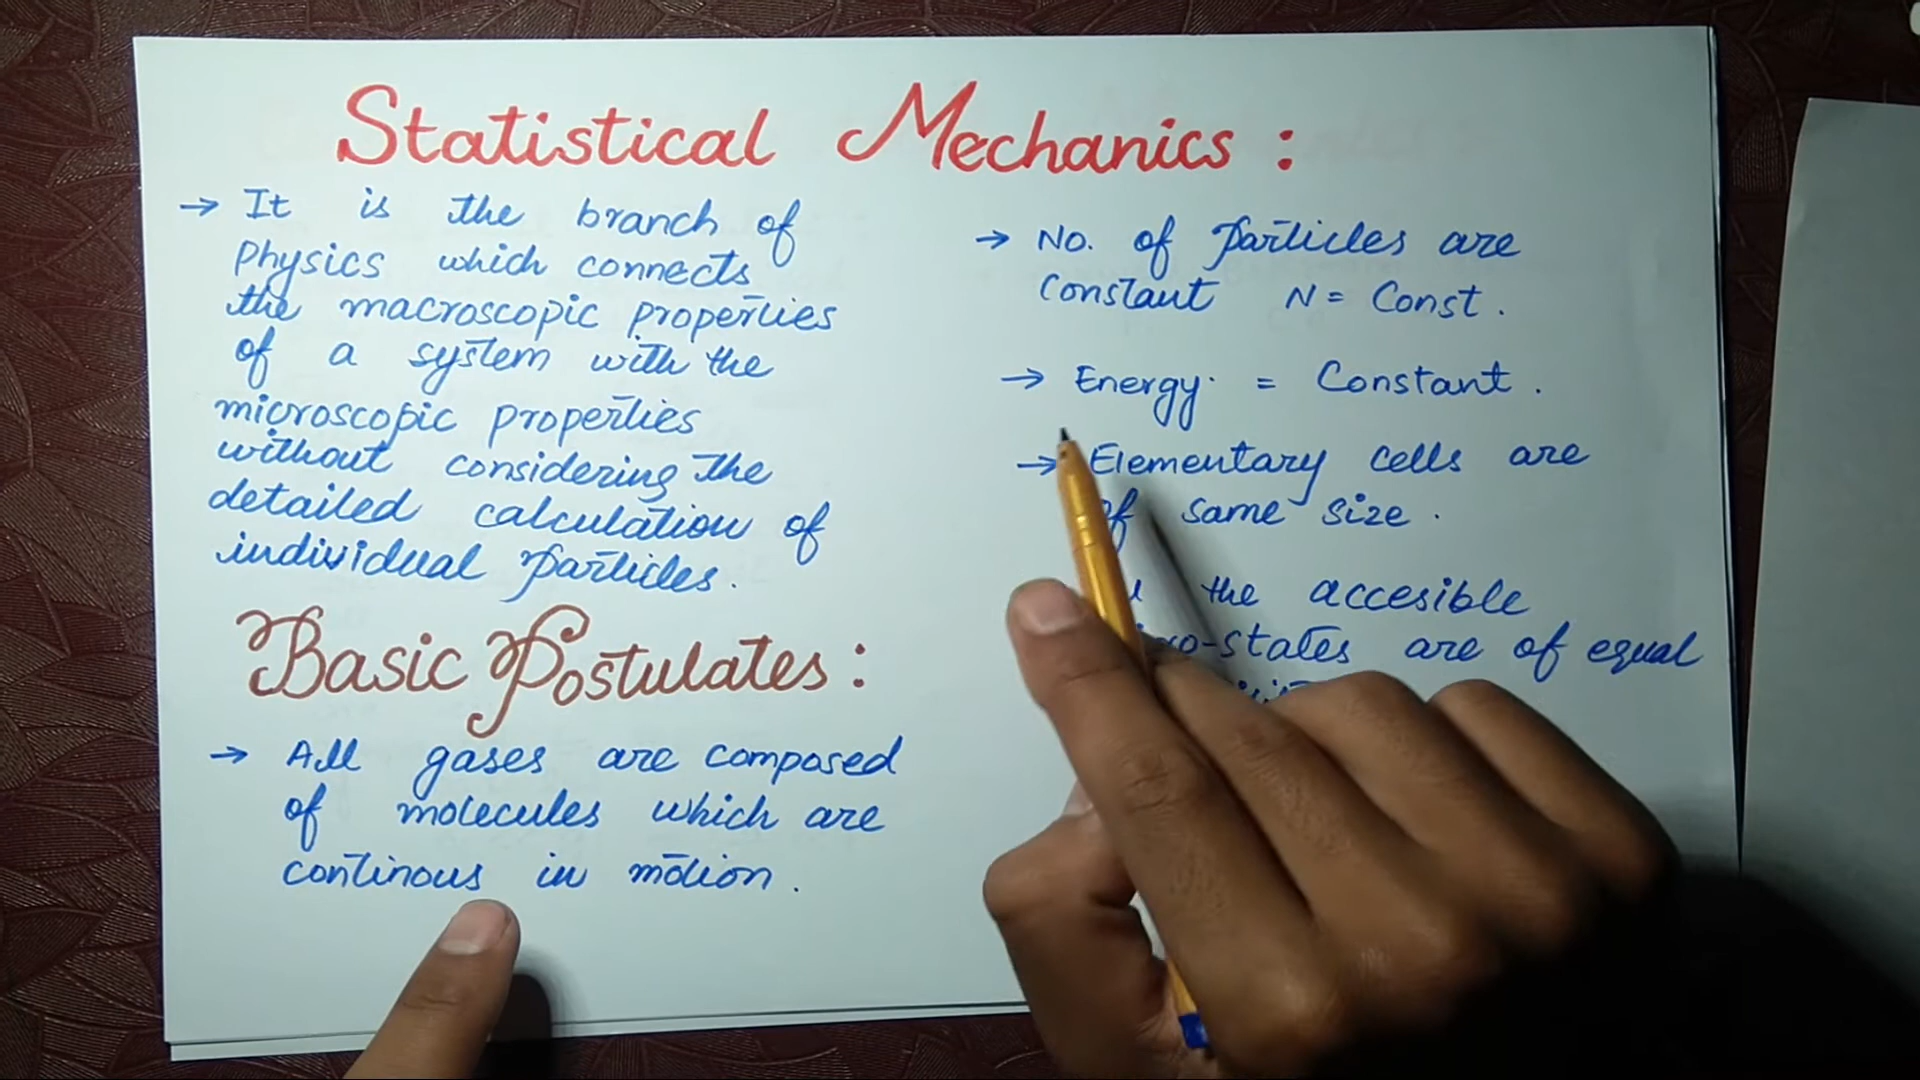 Statistical Mechanics :
→ It is the branch of
Physics which connects
the macroscopic properties
of a system with the
microscopic properties
without considering the
detailed calculation of
individual particles.
Basic Postulates :
→ All gases are composed
of molecules which are
continous in motion .
→ No. of particles are
constant N = Const .
→ Energy = Constant .
→ Elementary cells are
of same size .
the accesible
states are of equal